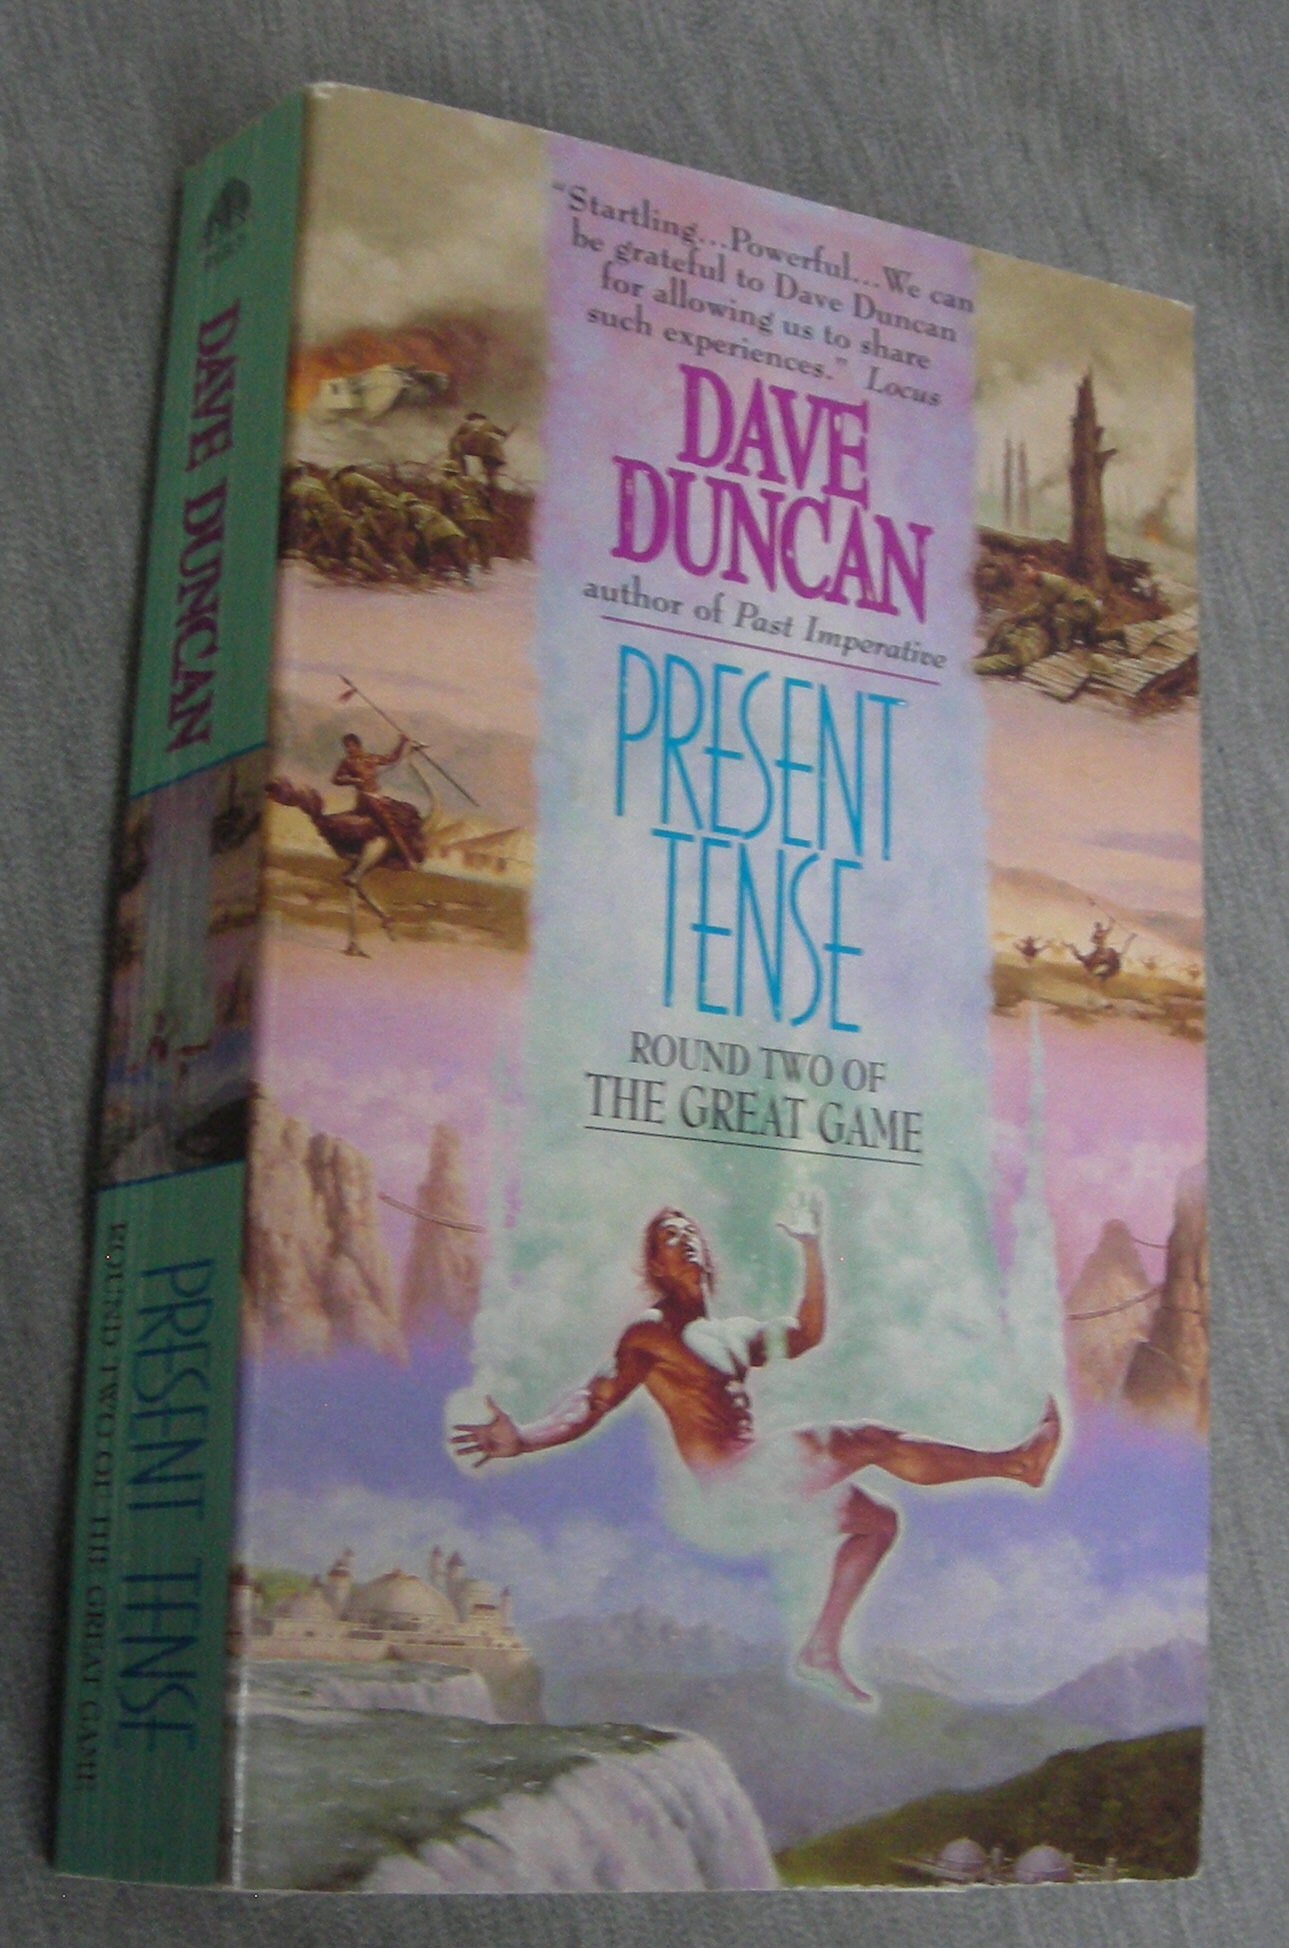 "Startling...Powerful...We can
be grateful to Dave Duncan
for allowing us to share
such experiences." Locus
DAVE
DUNCAN
author of Past Imperative
PRESENT
TENSE
ROUND TWO OF
THE GREAT GAME
DAVE DUNCAN
PRESENT TENSE
ROUND TWO OF THE GREAT GAME